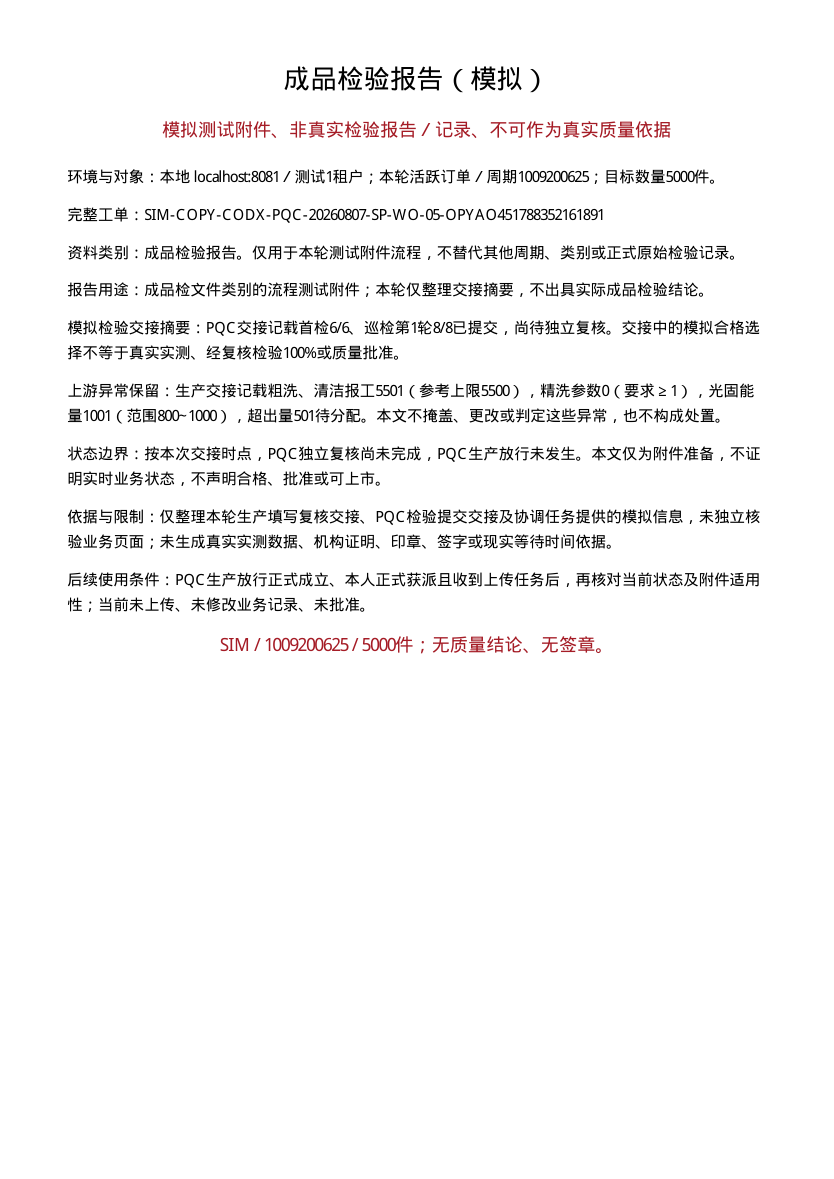 成品检验报告（模拟）
模拟测试附件、非真实检验报告 / 记录、不可作为真实质量依据
环境与对象：本地 localhost:8081 / 测试1租户；本轮活跃订单 / 周期1009200625；目标数量5000件。
完整工单：SIM-COPY-CODX-PQC-20260807-SP-WO-05-OPYAO451788352161891
资料类别：成品检验报告。仅用于本轮测试附件流程，不替代其他周期、类别或正式原始检验记录。
报告用途：成品检文件类别的流程测试附件；本轮仅整理交接摘要，不出具实际成品检验结论。
模拟检验交接摘要：PQC交接记载首检6/6、巡检第1轮8/8已提交，尚待独立复核。交接中的模拟合格选
择不等于真实实测、经复核检验100%或质量批准。
上游异常保留：生产交接记载粗洗、清洁报工5501（参考上限5500），精洗参数0（要求 ≥ 1），光固能
量1001（范围800~1000），超出量501待分配。本文不掩盖、更改或判定这些异常，也不构成处置。
状态边界：按本次交接时点，PQC独立复核尚未完成，PQC生产放行未发生。本文仅为附件准备，不证
明实时业务状态，不声明合格、批准或可上市。
依据与限制：仅整理本轮生产填写复核交接、PQC检验提交交接及协调任务提供的模拟信息，未独立核
验业务页面；未生成真实实测数据、机构证明、印章、签字或现实等待时间依据。
后续使用条件：PQC生产放行正式成立、本人正式获派且收到上传任务后，再核对当前状态及附件适用
性；当前未上传、未修改业务记录、未批准。
SIM / 1009200625 / 5000件；无质量结论、无签章。